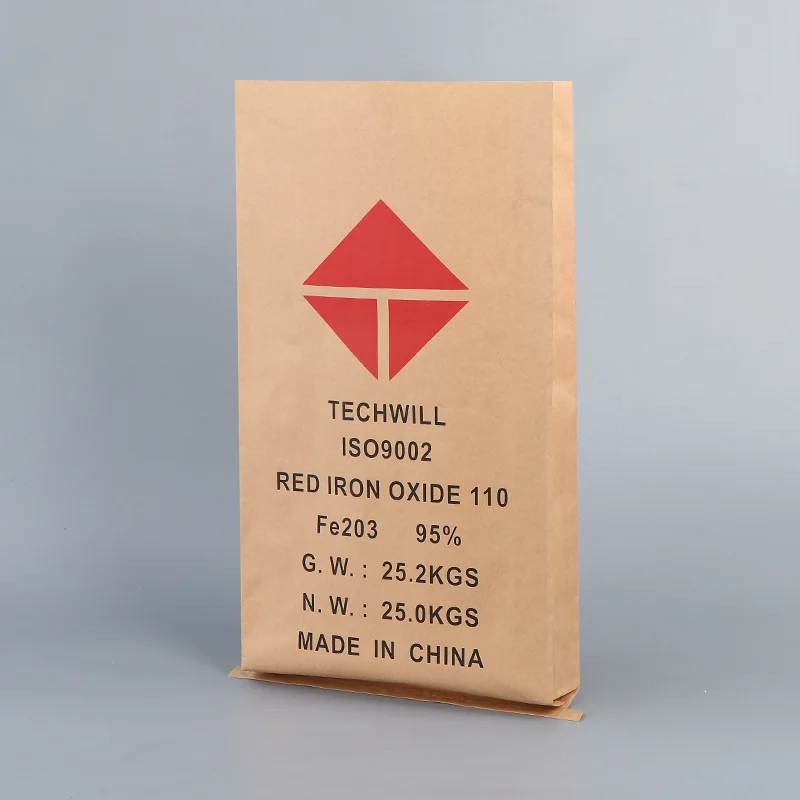 TECHWILL
ISO9002
RED IRON OXIDE 110
Fe203 95%
G. W. : 25.2KGS
N. W. : 25.0KGS
MADE IN CHINA